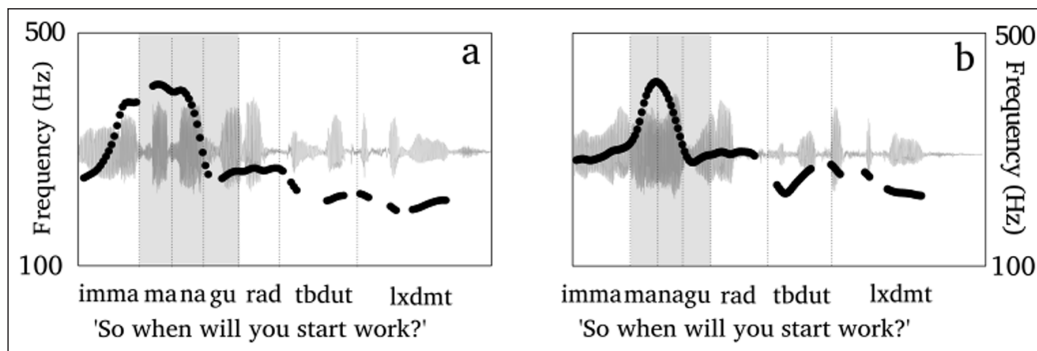 500
a
Frequency (Hz)
100
imma ma na gu rad tbdut lxdmt
'So when will you start work?'
500
b
Frequency (Hz)
100
imma managu rad tbdut lxdmt
'So when will you start work?'